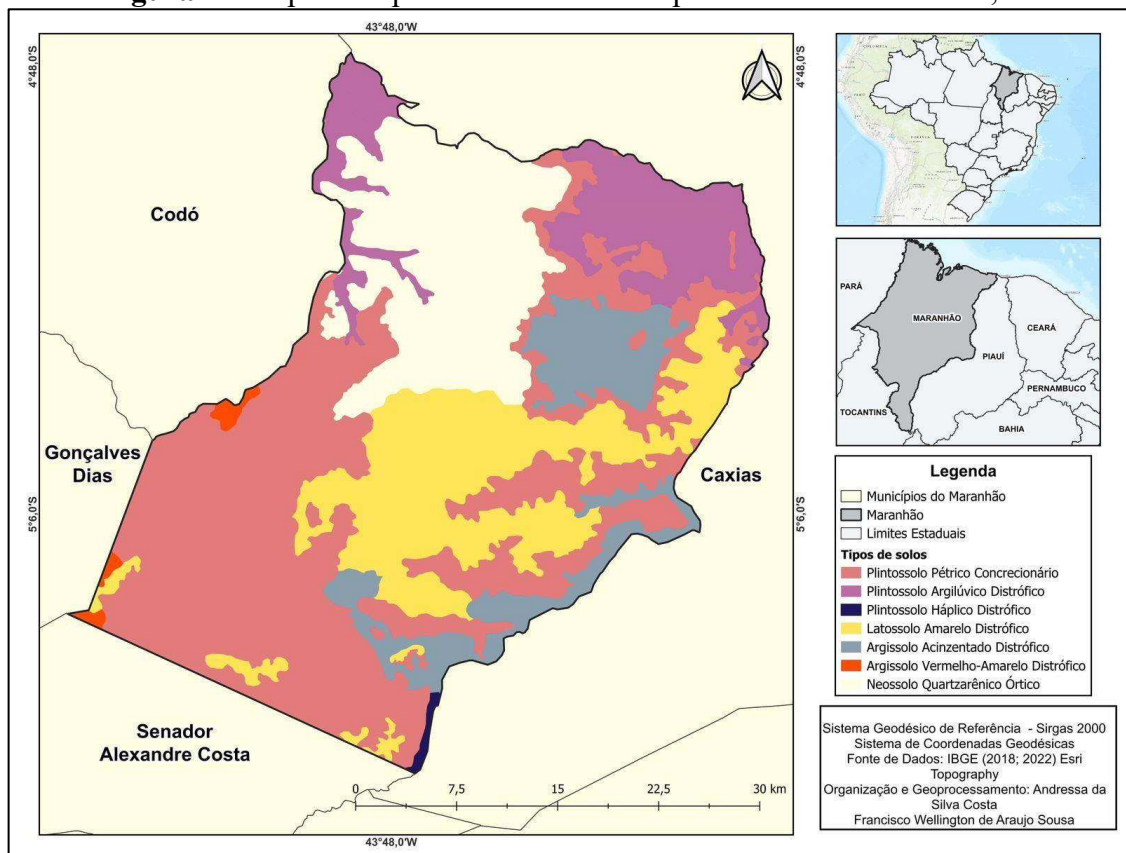 43°48,0'W
4°48,0'S
4°48,0'S
Codó
Gonçalves
Dias
Caxias
5°6,0'S
5°6,0'S
Senador
Alexandre Costa
0 7,5 15 22,5 30 km
43°48,0'W
PARÁ
MARANHÃO
CEARÁ
PIAUÍ
PERNAMBUCO
TOCANTINS
BAHIA
Legenda
Municípios do Maranhão
Maranhão
Limites Estaduais
Tipos de solos
Plintossolo Pétrico Concrecionário
Plintossolo Argilúvico Distrófico
Plintossolo Háplico Distrófico
Latossolo Amarelo Distrófico
Argissolo Acinzentado Distrófico
Argissolo Vermelho-Amarelo Distrófico
Neossolo Quartzarênico Órtico
Sistema Geodésico de Referência - Sirgas 2000
Sistema de Coordenadas Geodésicas
Fonte de Dados: IBGE (2018; 2022) Esri
Topography
Organização e Geoprocessamento: Andressa da
Silva Costa
Francisco Wellington de Araujo Sousa